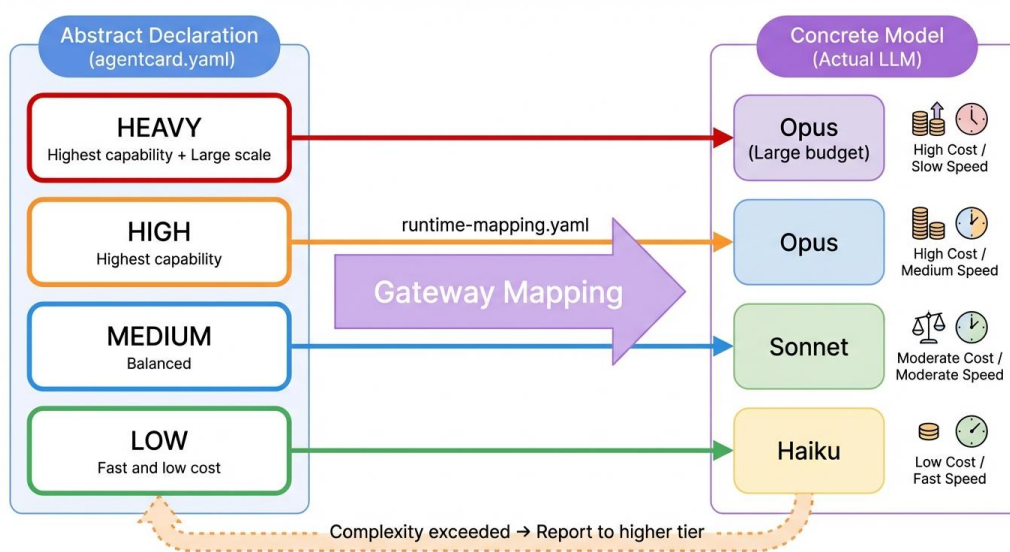 Abstract Declaration
(agentcard.yaml)
Concrete Model
(Actual LLM)
HEAVY
Highest capability + Large scale
Opus
(Large budget)
High Cost /
Slow Speed
HIGH
Highest capability
runtime-mapping.yaml
Opus
High Cost /
Medium Speed
Gateway Mapping
MEDIUM
Balanced
Sonnet
Moderate Cost /
Moderate Speed
LOW
Fast and low cost
Haiku
Low Cost /
Fast Speed
Complexity exceeded → Report to higher tier